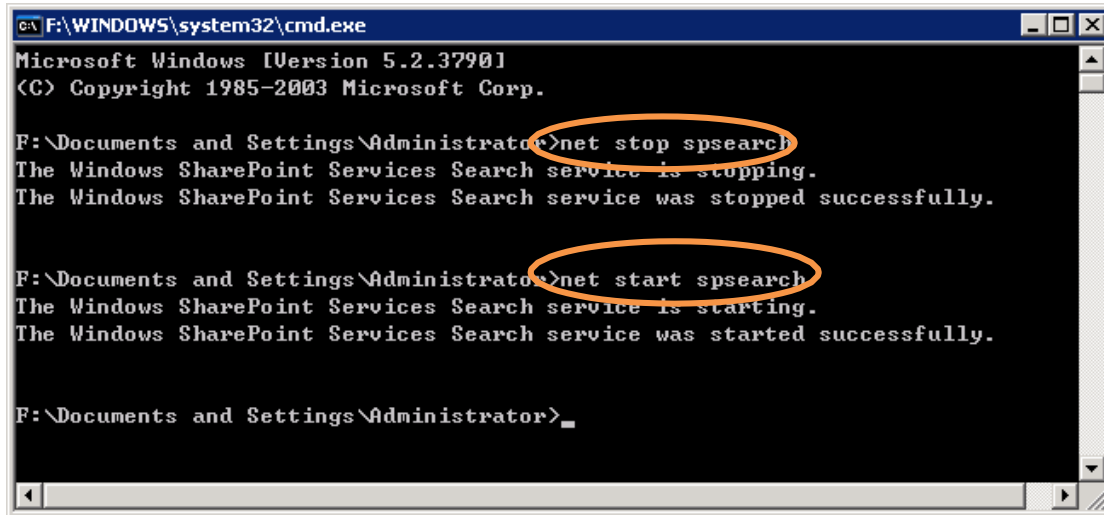 F:\WINDOWS\system32\cmd.exe
Microsoft Windows [Version 5.2.3790]
(C) Copyright 1985-2003 Microsoft Corp.
F:\Documents and Settings\Administrator>net stop spsearch
The Windows SharePoint Services Search service is stopping.
The Windows SharePoint Services Search service was stopped successfully.
F:\Documents and Settings\Administrator>net start spsearch
The Windows SharePoint Services Search service is starting.
The Windows SharePoint Services Search service was started successfully.
F:\Documents and Settings\Administrator>_